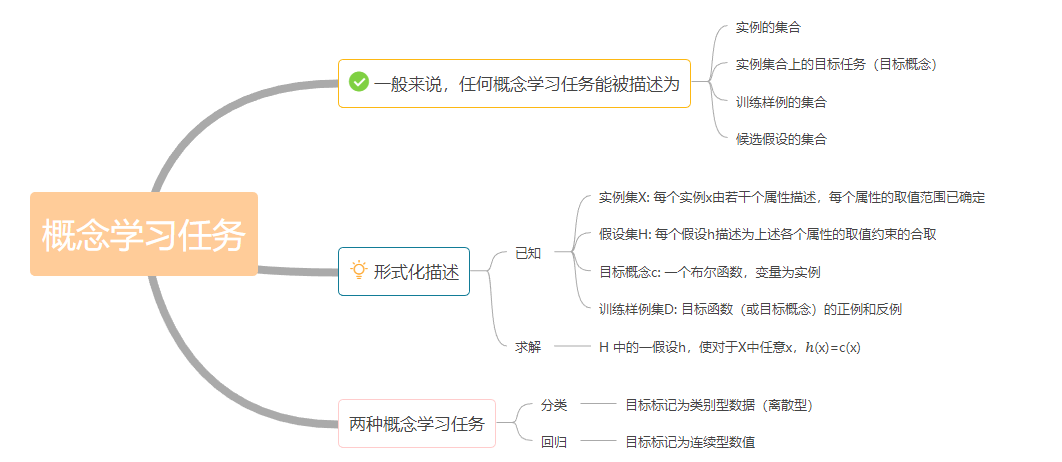 概念学习任务
一般来说，任何概念学习任务能被描述为
实例的集合
实例集合上的目标任务（目标概念）
训练样例的集合
候选假设的集合
形式化描述
已知
实例集X: 每个实例x由若干个属性描述，每个属性的取值范围已确定
假设集H: 每个假设h描述为上述各个属性的取值约束的合取
目标概念c: 一个布尔函数，变量为实例
训练样例集D: 目标函数（或目标概念）的正例和反例
求解
H 中的一假设h，使对于X中任意x，h(x)=c(x)
两种概念学习任务
分类
目标标记为类别型数据（离散型）
回归
目标标记为连续型数值